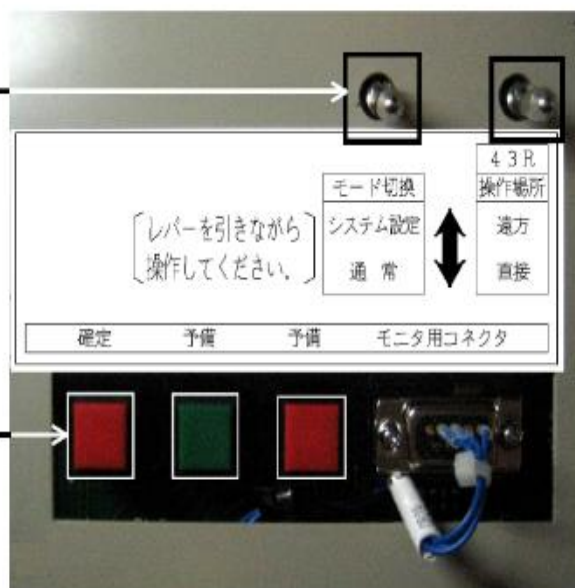 43R
モード切換
操作場所
〔レバーを引きながら
操作してください.〕
システム設定
遠方
通 常
直接
確定 予備 予備 モニタ用コネクタ